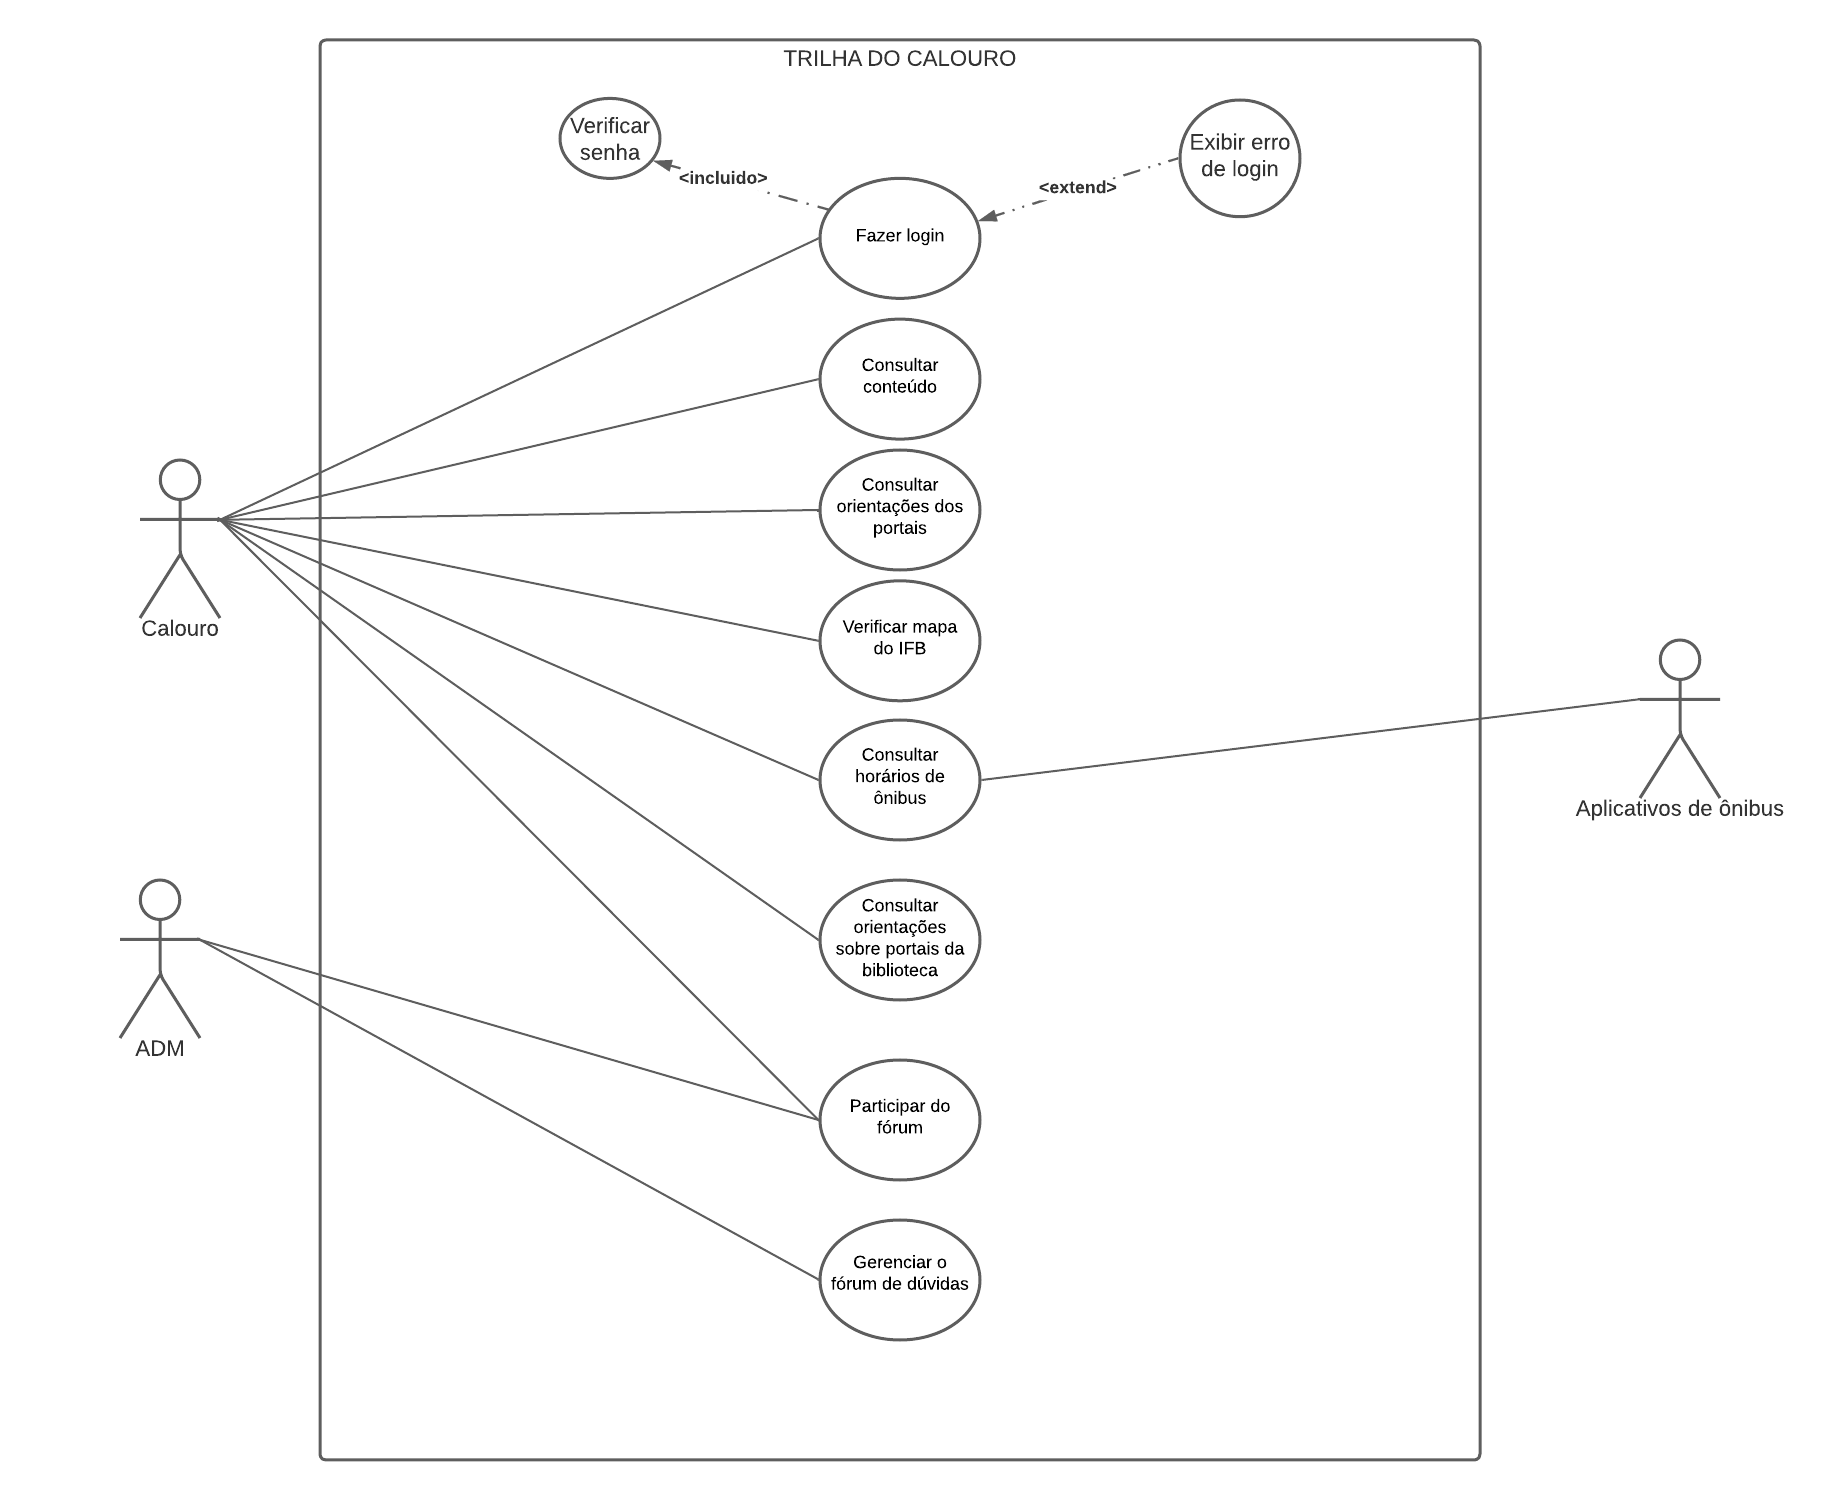 TRILHA DO CALOURO
Verificar
senha
<incluido>
Exibir erro
de login
<extend>
Fazer login
Consultar
conteúdo
Consultar
orientações dos
portais
Calouro
Verificar mapa
do IFB
Consultar
horários de
ônibus
Aplicativos de ônibus
Consultar
orientações
sobre portais da
biblioteca
ADM
Participar do
fórum
Gerenciar o
fórum de dúvidas